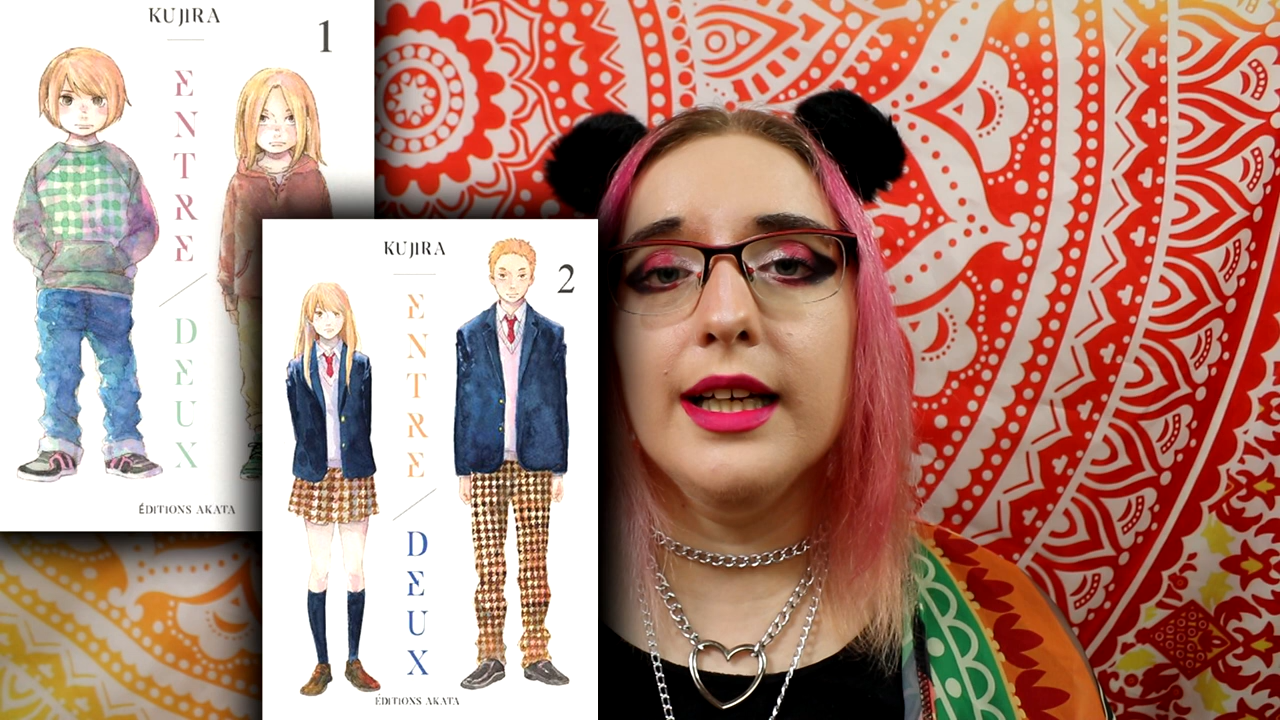 KUJIRA
1
ENTRE
DEUX
ÉDITIONS AKATA
KUJIRA
2
ENTRE
DEUX
ÉDITIONS AKATA